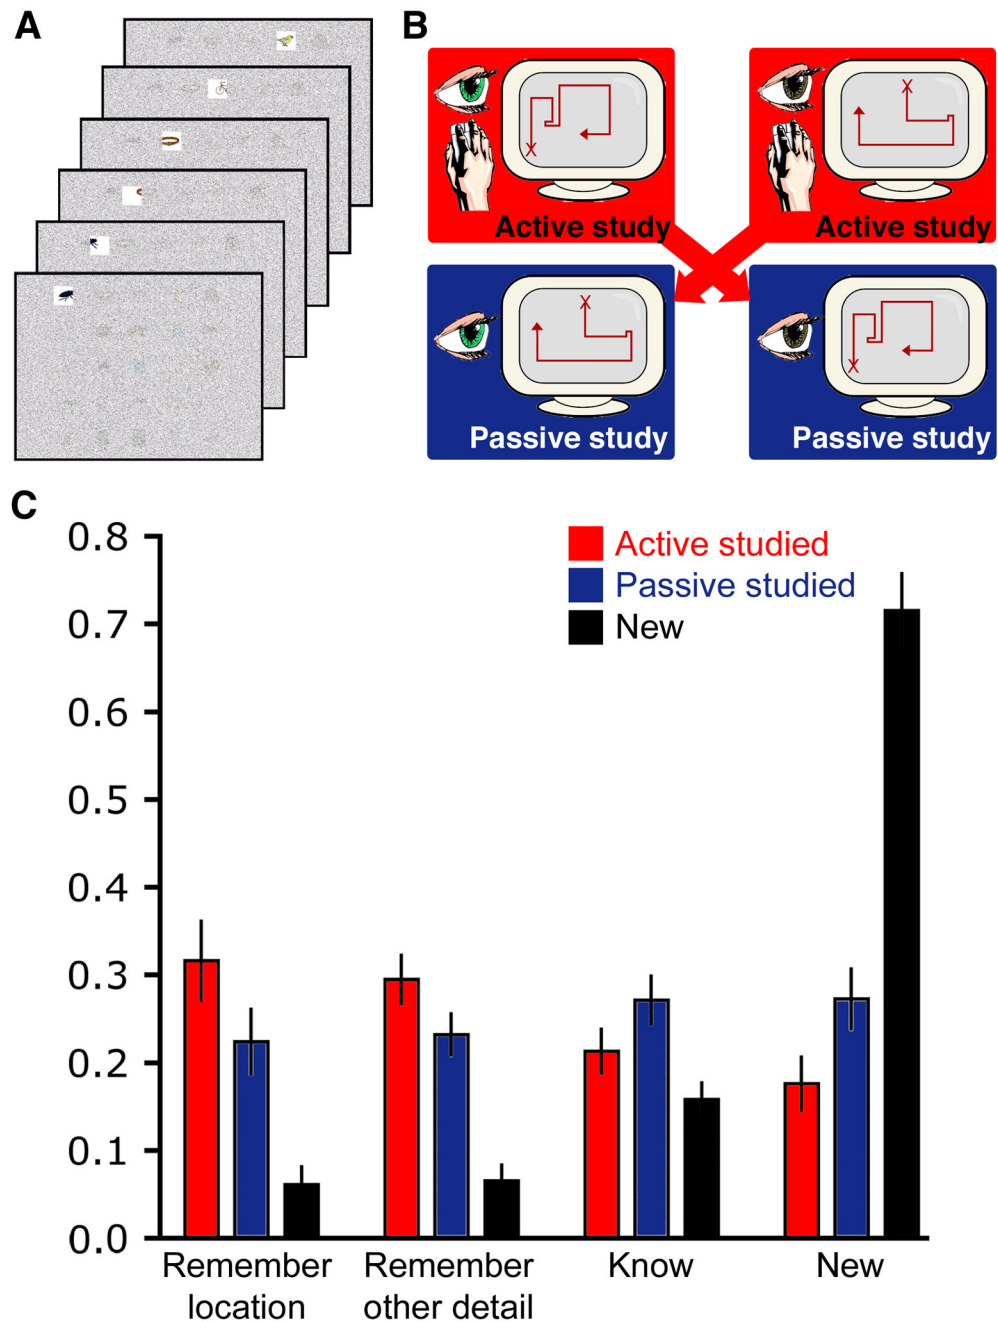 A
B
X
X
Active study
Active study
X
X
Passive study
Passive study
C
0.8
0.7
0.6
0.5
0.4
0.3
0.2
0.1
0.0
Active studied
Passive studied
New
Remember
location
Remember
other detail
Know
New